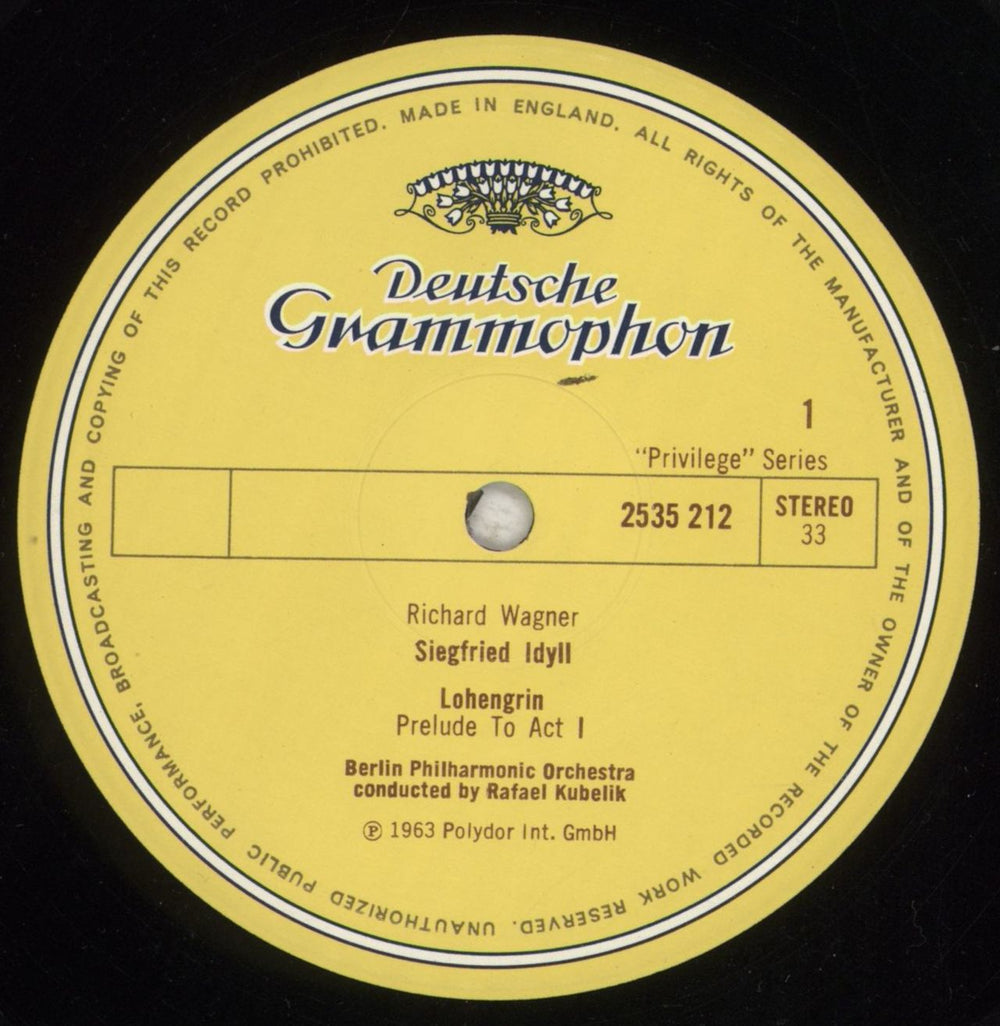 MADE IN ENGLAND. ALL RIGHTS OF THE MANUFACTURER AND OF THE OWNER OF THE RECORDED WORK RESERVED. UNAUTHORIZED PUBLIC PERFORMANCE, BROADCASTING AND COPYING OF THIS RECORD PROHIBITED.
Deutsche
Grammophon
1
"Privilege" Series
2535 212
STEREO
33
Richard Wagner
Siegfried Idyll
Lohengrin
Prelude To Act I
Berlin Philharmonic Orchestra
conducted by Rafael Kubelik
℗ 1963 Polydor Int. GmbH